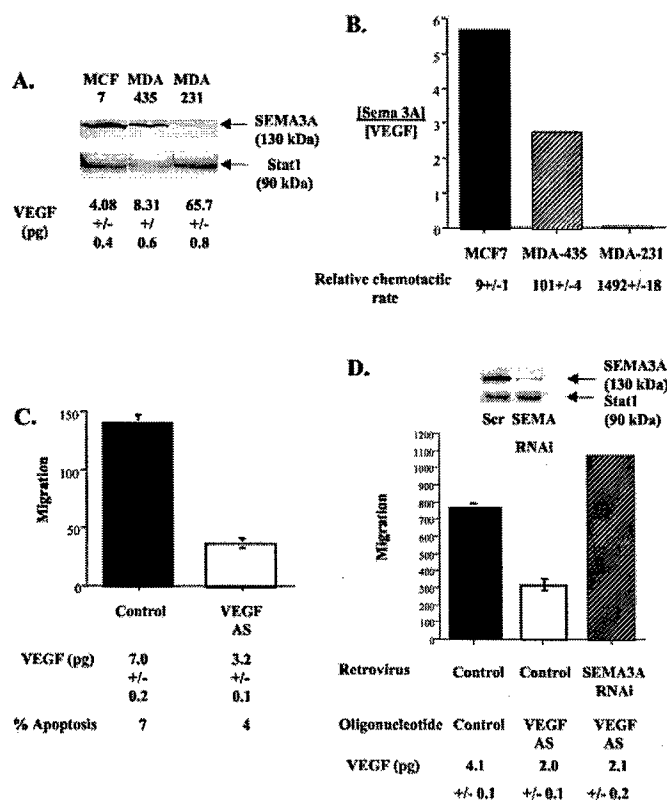 A.
MCF MDA MDA
7 435 231
SEMA3A
(130 kDa)
Stat1
(90 kDa)
VEGF 4.08 8.31 65.7
(pg) +/- +/ +/-
0.4 0.6 0.8
B.
6
5
4
3
2
1
0
[Sema 3A]
[VEGF]
MCF7 MDA-435 MDA-231
Relative chemotactic 9+/-1 101+/-4 1492+/-18
rate
C.
150
100
50
0
Migration
Control VEGF
AS
VEGF (pg) 7.0 3.2
+/- +/-
0.2 0.1
% Apoptosis 7 4
D.
SEMA3A
(130 kDa)
Stat1
(90 kDa)
Scr SEMA
RNAi
1200
1100
1000
900
800
700
600
500
400
300
200
100
0
Migration
Retrovirus Control Control SEMA3A
RNAi
Oligonucleotide Control VEGF VEGF
AS AS
VEGF (pg) 4.1 2.0 2.1
+/- 0.1 +/- 0.1 +/- 0.2